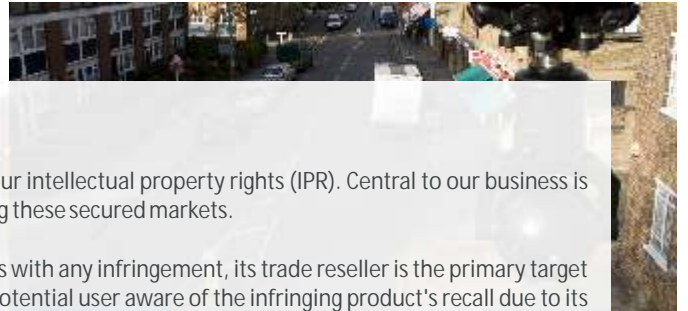 ur intellectual property rights (IPR). Central to our business is
g these secured markets.
s with any infringement, its trade reseller is the primary target
otential user aware of the infringing product's recall due to its